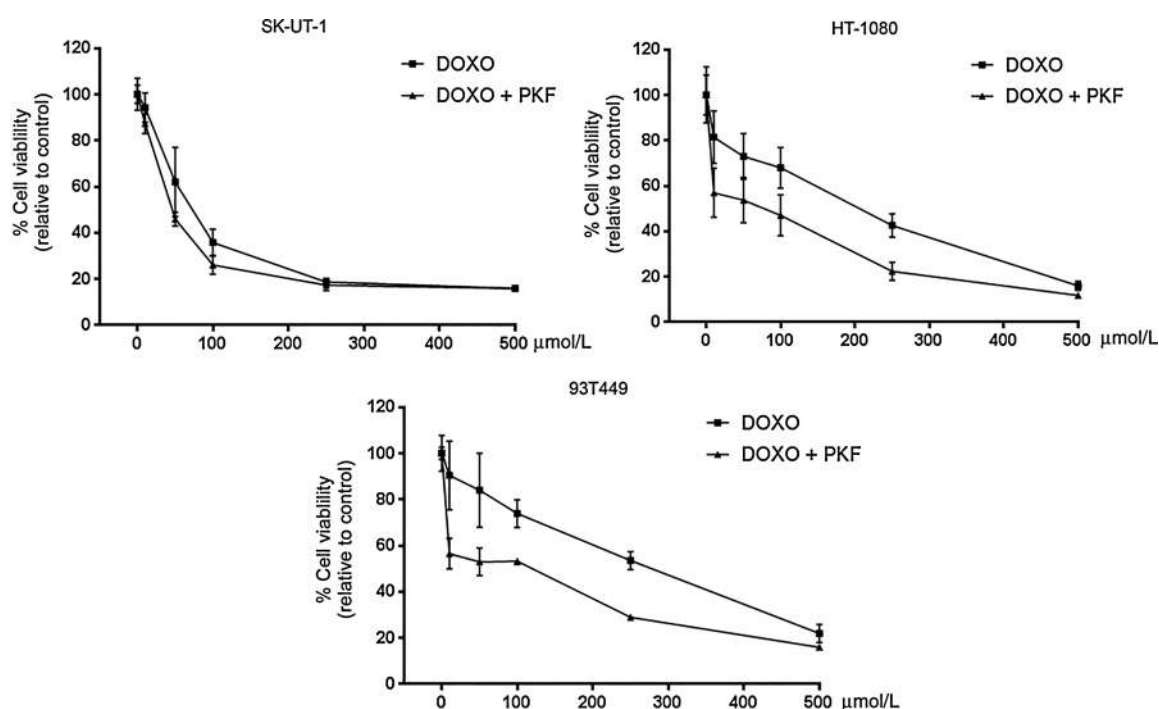 SK-UT-1
120
100
80
60
40
20
0
% Cell viablility
(relative to control)
DOXO
DOXO + PKF
0 100 200 300 400 500 μmol/L
HT-1080
120
100
80
60
40
20
0
% Cell viablility
(relative to control)
DOXO
DOXO + PKF
0 100 200 300 400 500 μmol/L
93T449
120
100
80
60
40
20
0
% Cell viablility
(relative to control)
DOXO
DOXO + PKF
0 100 200 300 400 500 μmol/L